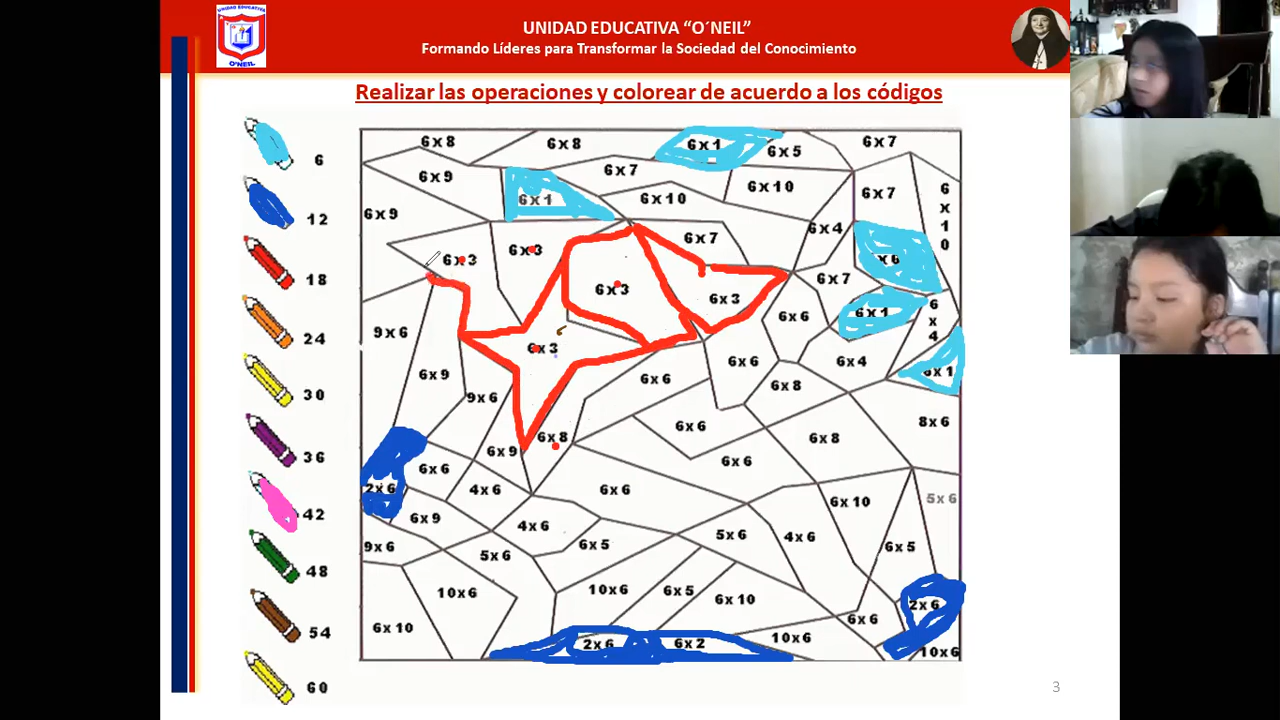 UNIDAD EDUCATIVA
O'NEIL
UNIDAD EDUCATIVA “O´NEIL”
Formando Líderes para Transformar la Sociedad del Conocimiento
Realizar las operaciones y colorear de acuerdo a los códigos
6
12
18
24
30
36
42
48
54
60
6 x 8
6 x 8
6 x 1
6 x 5
6 x 7
6 x 9
6 x 1
6 x 7
6 x 10
6 x 10
6 x 7
6 x 10
6 x 9
6 x 3
6 x 3
6 x 7
6 x 4
x 6
6 x 3
6 x 3
6 x 7
6 x 1
6 x 4
9 x 6
6 x 3
6 x 6
6 x 9
9 x 6
6 x 6
6 x 6
6 x 4
6 x 8
6 x 1
6 x 9
6 x 8
6 x 6
6 x 8
8 x 6
2 x 6
6 x 6
4 x 6
6 x 6
6 x 6
6 x 10
5 x 6
6 x 9
4 x 6
9 x 6
5 x 6
6 x 5
5 x 6
4 x 6
6 x 5
10 x 6
10 x 6
6 x 5
6 x 10
2 x 6
6 x 10
2 x 6
6 x 2
10 x 6
6 x 6
10 x 6
3